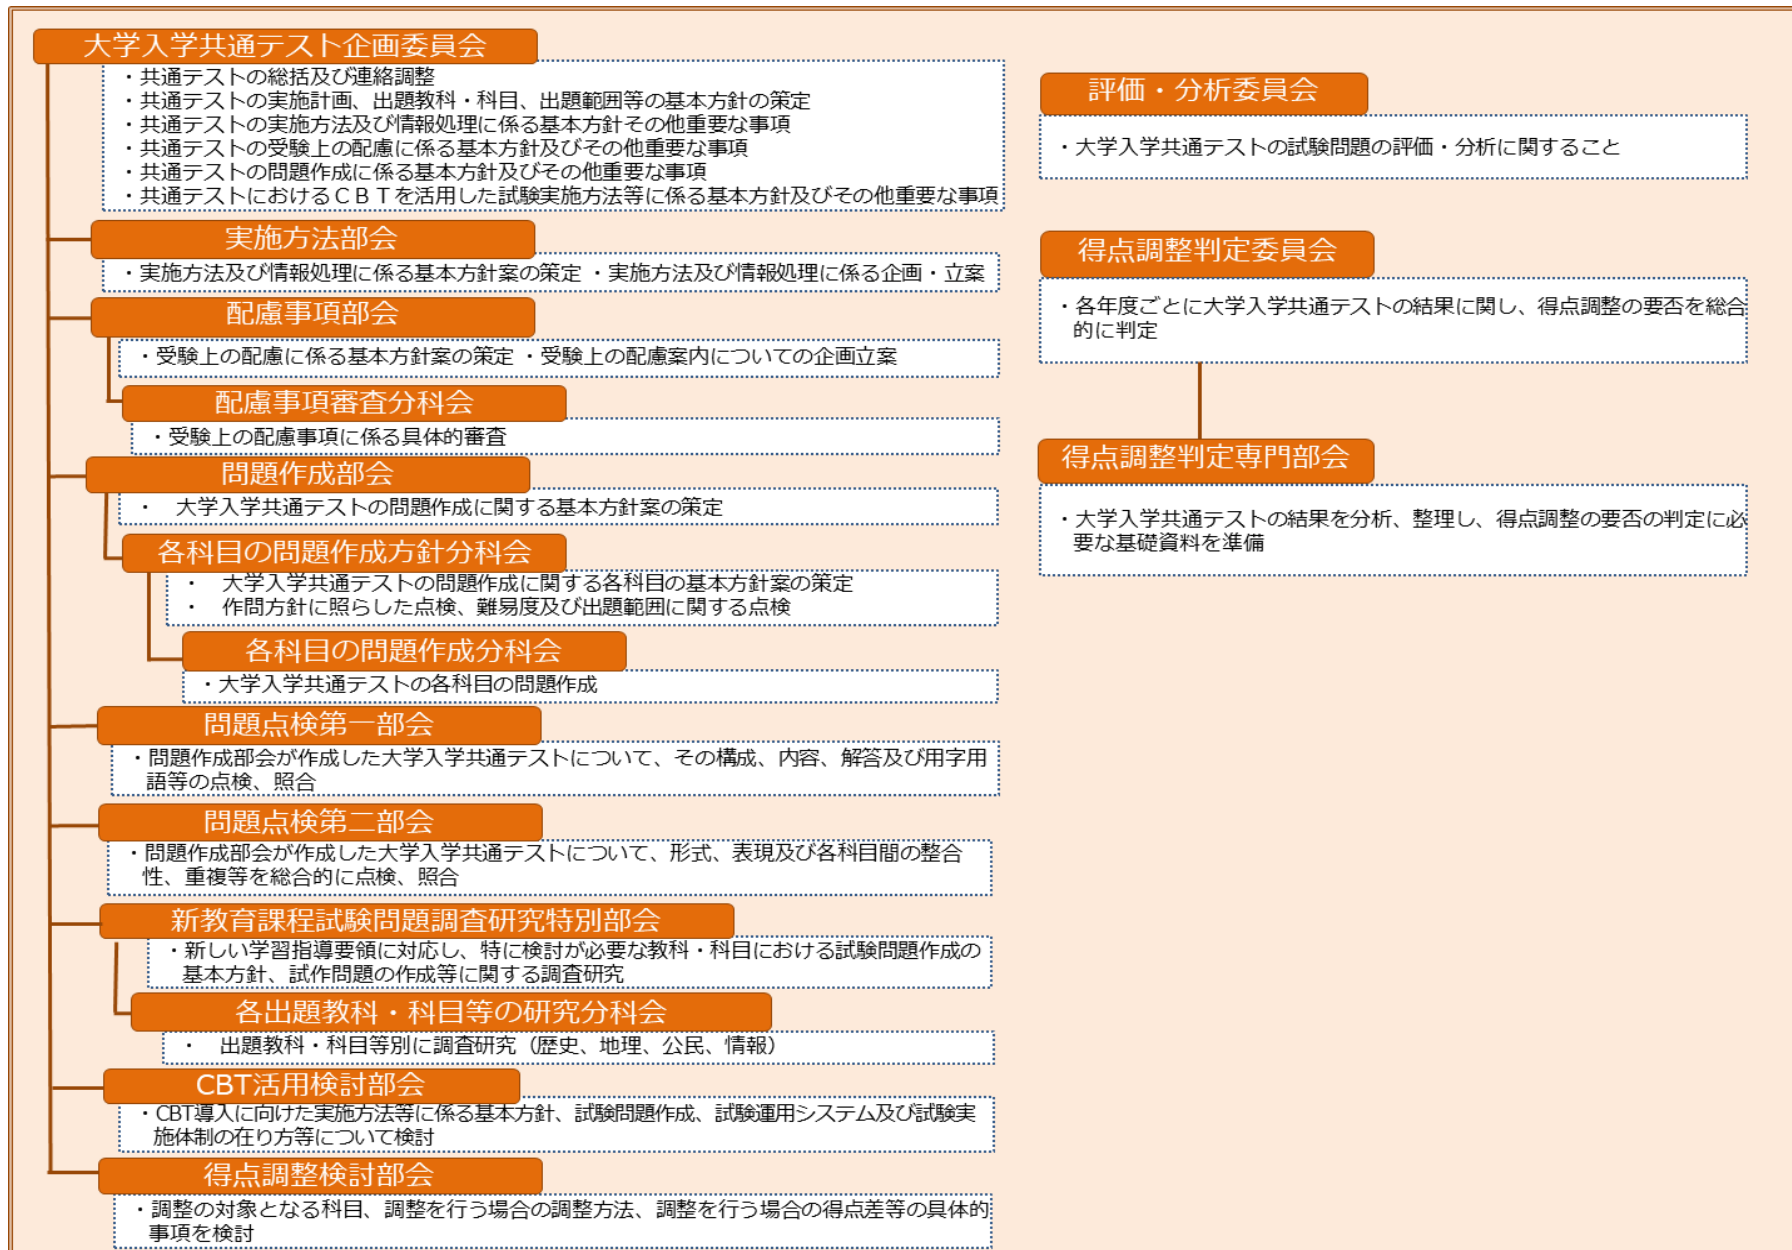 大学入学共通テスト企画委員会
・共通テストの総括及び連絡調整
・共通テストの実施計画、出題教科・科目、出題範囲等の基本方針の策定
・共通テストの実施方法及び情報処理に係る基本方針その他重要な事項
・共通テストの受験上の配慮に係る基本方針及びその他重要な事項
・共通テストの問題作成に係る基本方針及びその他重要な事項
・共通テストにおけるＣＢＴを活用した試験実施方法等に係る基本方針及びその他重要な事項
実施方法部会
・実施方法及び情報処理に係る基本方針案の策定 ・実施方法及び情報処理に係る企画・立案
配慮事項部会
・受験上の配慮に係る基本方針案の策定 ・受験上の配慮案内についての企画立案
配慮事項審査分科会
・受験上の配慮事項に係る具体的審査
問題作成部会
・ 大学入学共通テストの問題作成に関する基本方針案の策定
各科目の問題作成方針分科会
・ 大学入学共通テストの問題作成に関する各科目の基本方針案の策定
・ 作問方針に照らした点検、難易度及び出題範囲に関する点検
各科目の問題作成分科会
・大学入学共通テストの各科目の問題作成
問題点検第一部会
・問題作成部会が作成した大学入学共通テストについて、その構成、内容、解答及び用字用
語等の点検、照合
問題点検第二部会
・問題作成部会が作成した大学入学共通テストについて、形式、表現及び各科目間の整合
性、重複等を総合的に点検、照合
新教育課程試験問題調査研究特別部会
・新しい学習指導要領に対応し、特に検討が必要な教科・科目における試験問題作成の
基本方針、試作問題の作成等に関する調査研究
各出題教科・科目等の研究分科会
・ 出題教科・科目等別に調査研究（歴史、地理、公民、情報）
CBT活用検討部会
・CBT導入に向けた実施方法等に係る基本方針、試験問題作成、試験運用システム及び試験実
施体制の在り方等について検討
得点調整検討部会
・調整の対象となる科目、調整を行う場合の調整方法、調整を行う場合の得点差等の具体的
事項を検討
評価・分析委員会
・大学入学共通テストの試験問題の評価・分析に関すること
得点調整判定委員会
・各年度ごとに大学入学共通テストの結果に関し、得点調整の要否を総合
的に判定
得点調整判定専門部会
・大学入学共通テストの結果を分析、整理し、得点調整の要否の判定に必
要な基礎資料を準備